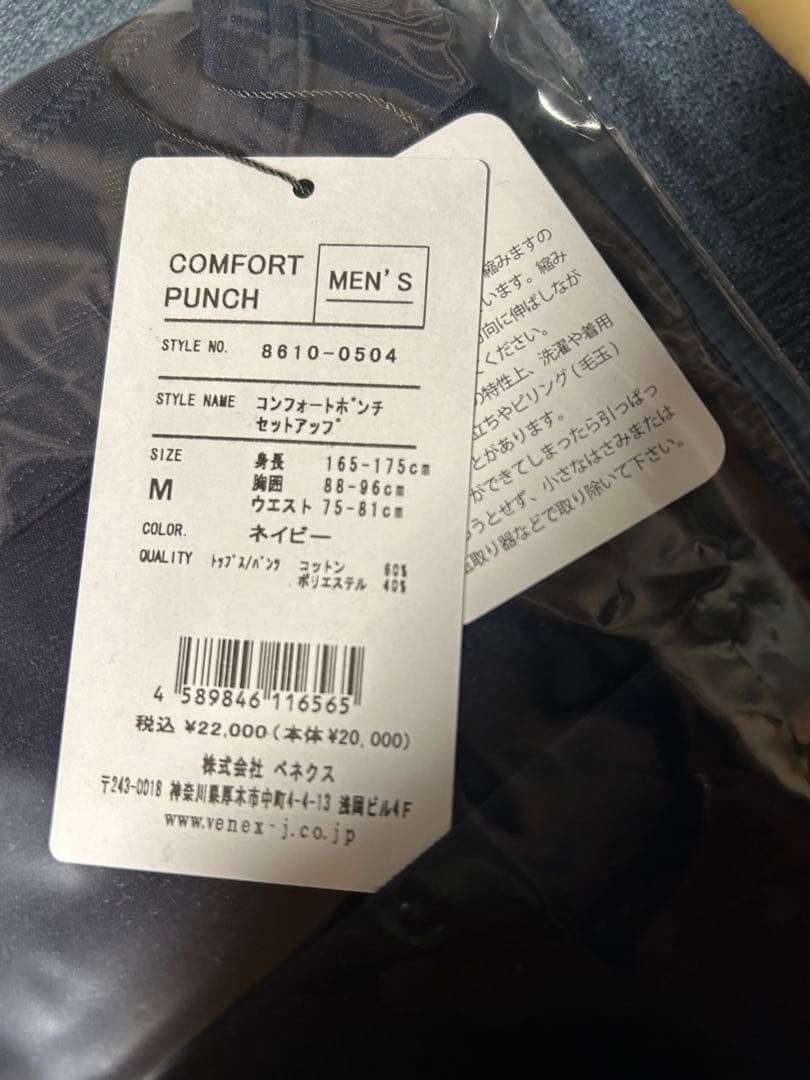 COMFORT
PUNCH
MEN'S
STYLE NO. 8610-0504
STYLE NAME コンフォートポンチ
セットアップ
SIZE
M
身長 165-175cm
胸囲 88-96cm
ウエスト 75-81cm
COLOR. ネイビー
QUALITY トップス/パンツ コットン 60%
ポリエステル 40%
4 589846 116565
税込 ¥22,000(本体¥20,000)
株式会社 ベネクス
〒243-0018 神奈川県厚木市中町4-4-13 浅岡ビル4F
www.venex-j.co.jp
縮みますの
います。縮み
方向に伸ばしなが
ください。
の特性上、洗濯や着用
立ちやピリング(毛玉)
とがあります。
ができてしまったら引っぱっ
うとせず、小さなはさみまたは
取り器などで取り除いて下さい。